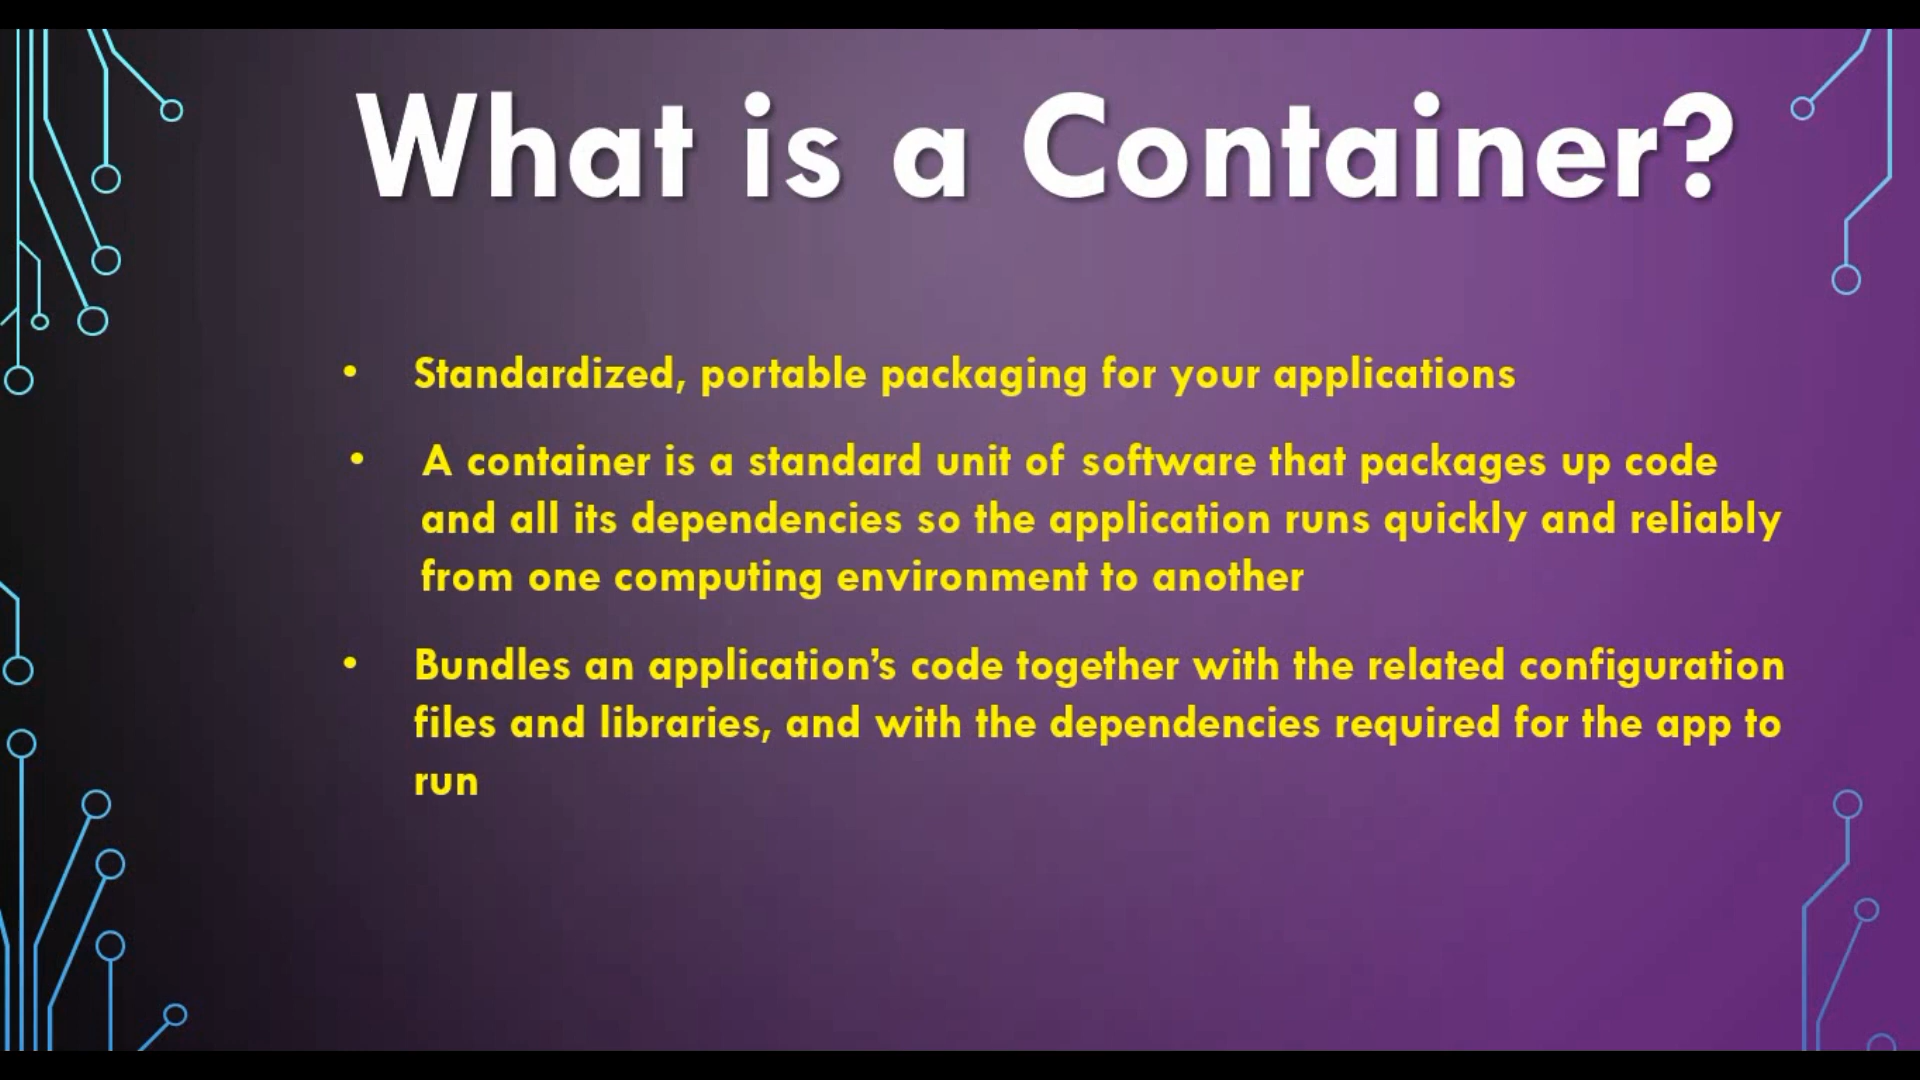 What is a Container?
• Standardized, portable packaging for your applications
• A container is a standard unit of software that packages up code
and all its dependencies so the application runs quickly and reliably
from one computing environment to another
• Bundles an application’s code together with the related configuration
files and libraries, and with the dependencies required for the app to
run